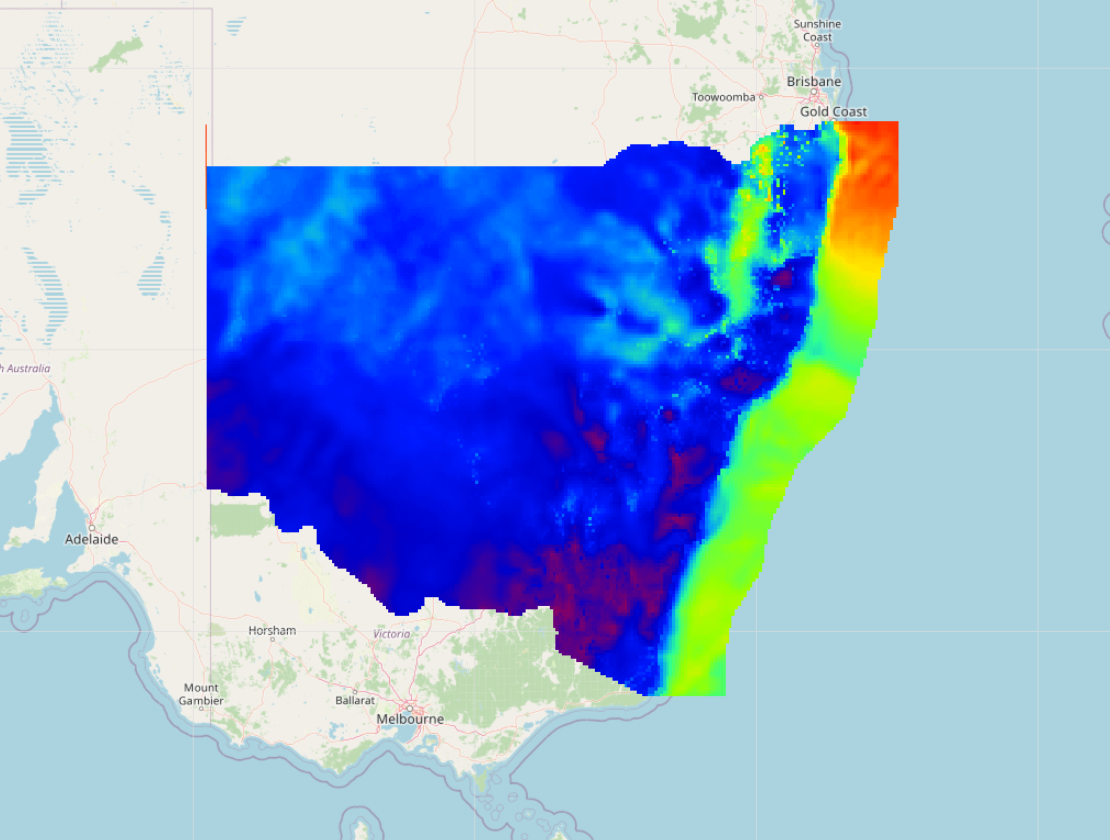 Sunshine
Coast
Brisbane
Toowoomba
Gold Coast
h Australia
Adelaide
Horsham
Victoria
Mount
Gambier
Ballarat
Melbourne